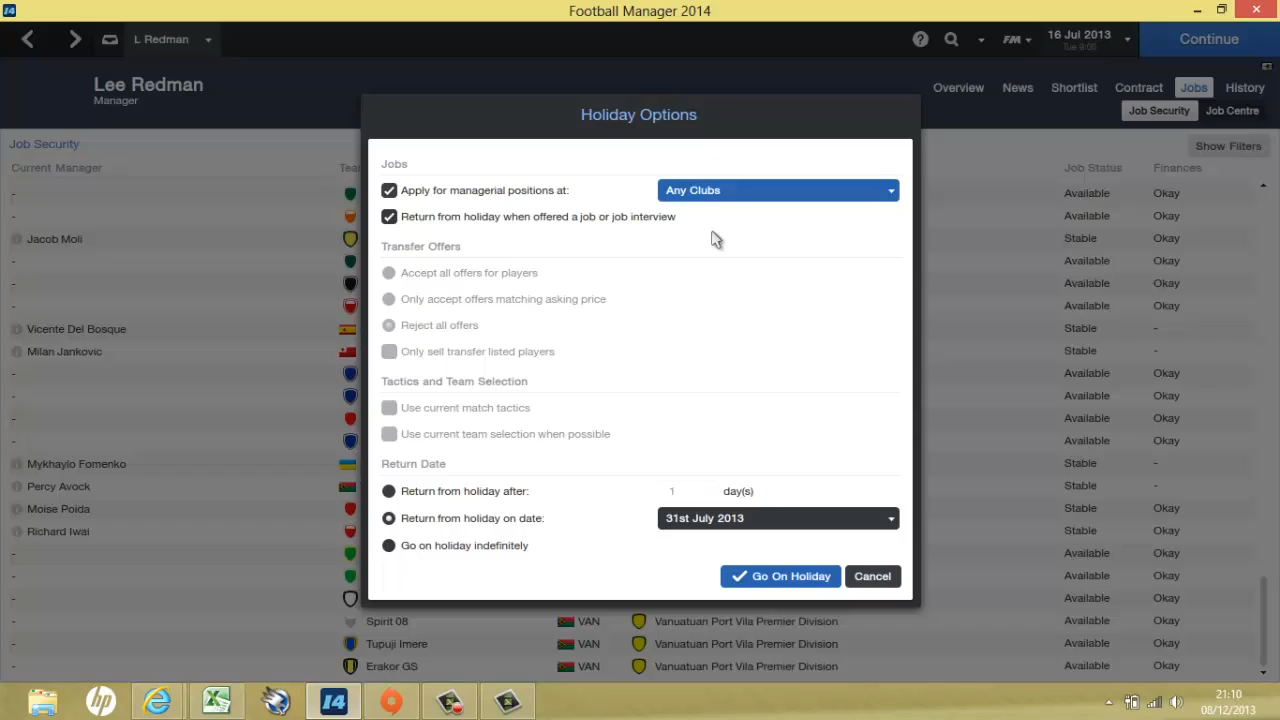 Football Manager 2014
L Redman
FM
16 Jul 2013
Tue 9:05
Continue
Lee Redman
Manager
Overview News Shortlist Contract Jobs History
Job Security Job Centre
Holiday Options
Job Security
Show Filters
Current Manager Tea Job Status Finances
Jobs
Apply for managerial positions at: Any Clubs
Return from holiday when offered a job or job interview
Transfer Offers
Accept all offers for players
Only accept offers matching asking price
Reject all offers
Only sell transfer listed players
Tactics and Team Selection
Use current match tactics
Use current team selection when possible
Return Date
Return from holiday after: 1 day(s)
Return from holiday on date: 31st July 2013
Go on holiday indefinitely
Go On Holiday Cancel
- Available Okay
- Available Okay
Jacob Moli Stable Okay
- Available Okay
- Available Okay
- Available Okay
Vicente Del Bosque Stable -
Milan Jankovic Stable -
- Available Okay
- Available Okay
- Available Okay
- Available Okay
Mykhaylo Fomenko Stable -
Percy Avock Stable -
Moise Poida Stable Okay
Richard Iwai Stable Okay
- Available Okay
- Available Okay
- Available Okay
- Spirit 08 VAN Vanuatuan Port Vila Premier Division Available Okay
- Tupuji Imere VAN Vanuatuan Port Vila Premier Division Available Okay
- Erakor GS VAN Vanuatuan Port Vila Premier Division Available Okay
hp
14
21:10
08/12/2013